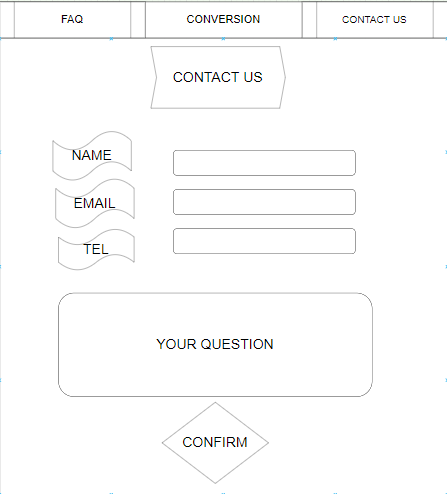 FAQ
CONVERSION
CONTACT US
CONTACT US
NAME
EMAIL
TEL
YOUR QUESTION
CONFIRM